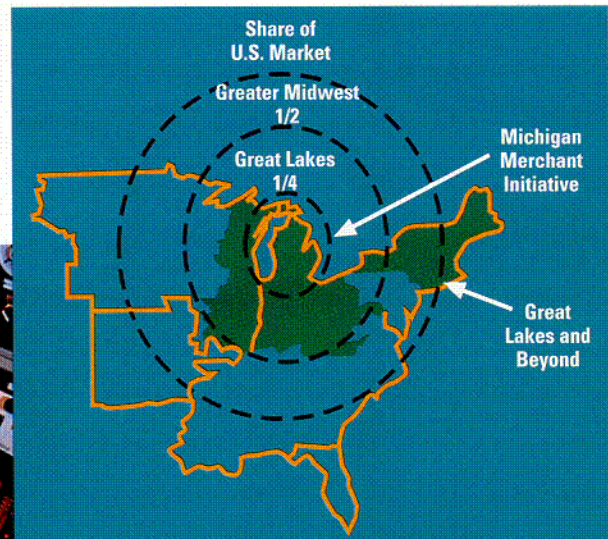 Share of
U.S. Market
Greater Midwest
1/2
Great Lakes
1/4
Michigan
Merchant
Initiative
Great
Lakes and
Beyond